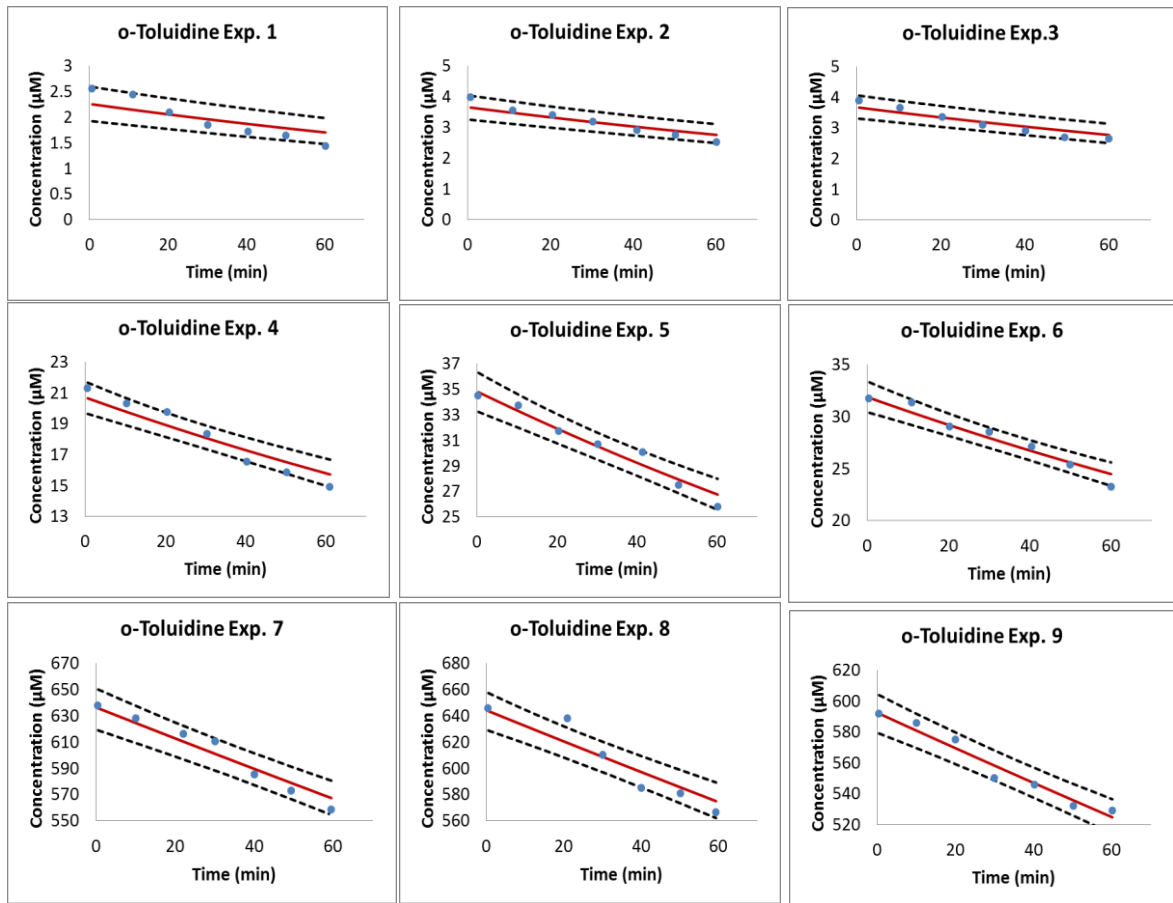 o-Toluidine Exp. 1
Concentration (µM)
3
2.5
2
1.5
1
0.5
0
0 20 40 60
Time (min)
o-Toluidine Exp. 2
Concentration (µM)
5
4
3
2
1
0
0 20 40 60
Time (min)
o-Toluidine Exp.3
Concentration (µM)
5
4
3
2
1
0
0 20 40 60
Time (min)
o-Toluidine Exp. 4
Concentration (µM)
23
21
19
17
15
13
0 20 40 60
Time (min)
o-Toluidine Exp. 5
Concentration (µM)
37
35
33
31
29
27
25
0 20 40 60
Time (min)
o-Toluidine Exp. 6
Concentration (µM)
35
30
25
20
0 20 40 60
Time (min)
o-Toluidine Exp. 7
Concentration (µM)
670
650
630
610
590
570
550
0 20 40 60
Time (min)
o-Toluidine Exp. 8
Concentration (µM)
680
660
640
620
600
580
560
0 20 40 60
Time (min)
o-Toluidine Exp. 9
Concentration (µM)
620
600
580
560
540
520
0 20 40 60
Time (min)